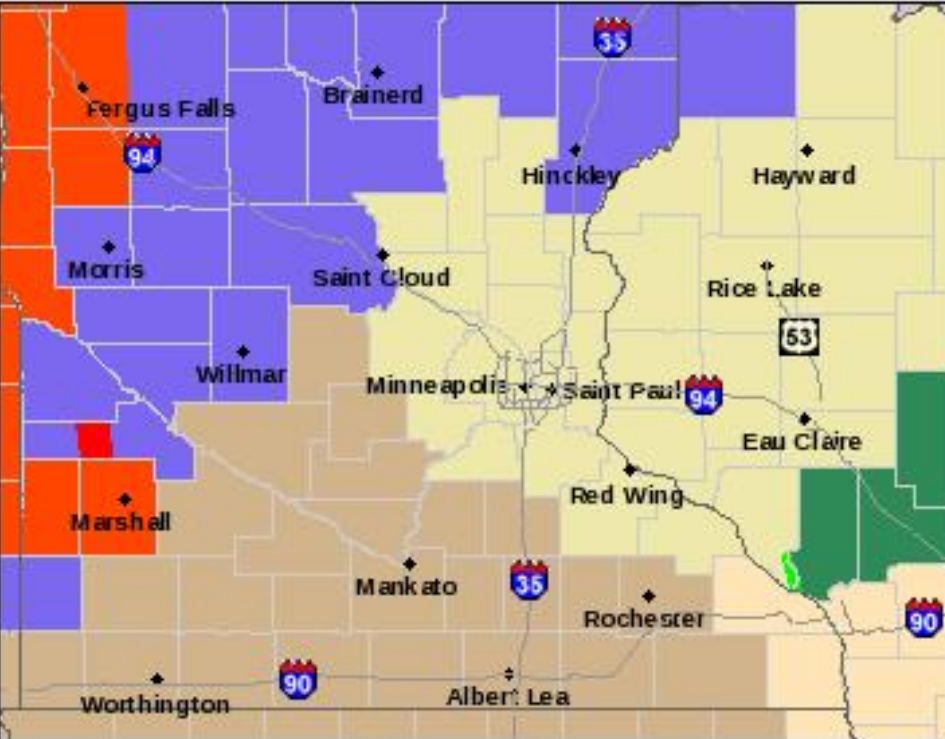 35
Brainerd
Fergus Falls
94
Hinckley
Hayward
Morris
Saint Cloud
Rice Lake
53
Willmar
Minneapolis
Saint Paul
94
Eau Claire
Red Wing
Marshall
Mankato
35
Rochester
90
90
Worthington
Albert Lea